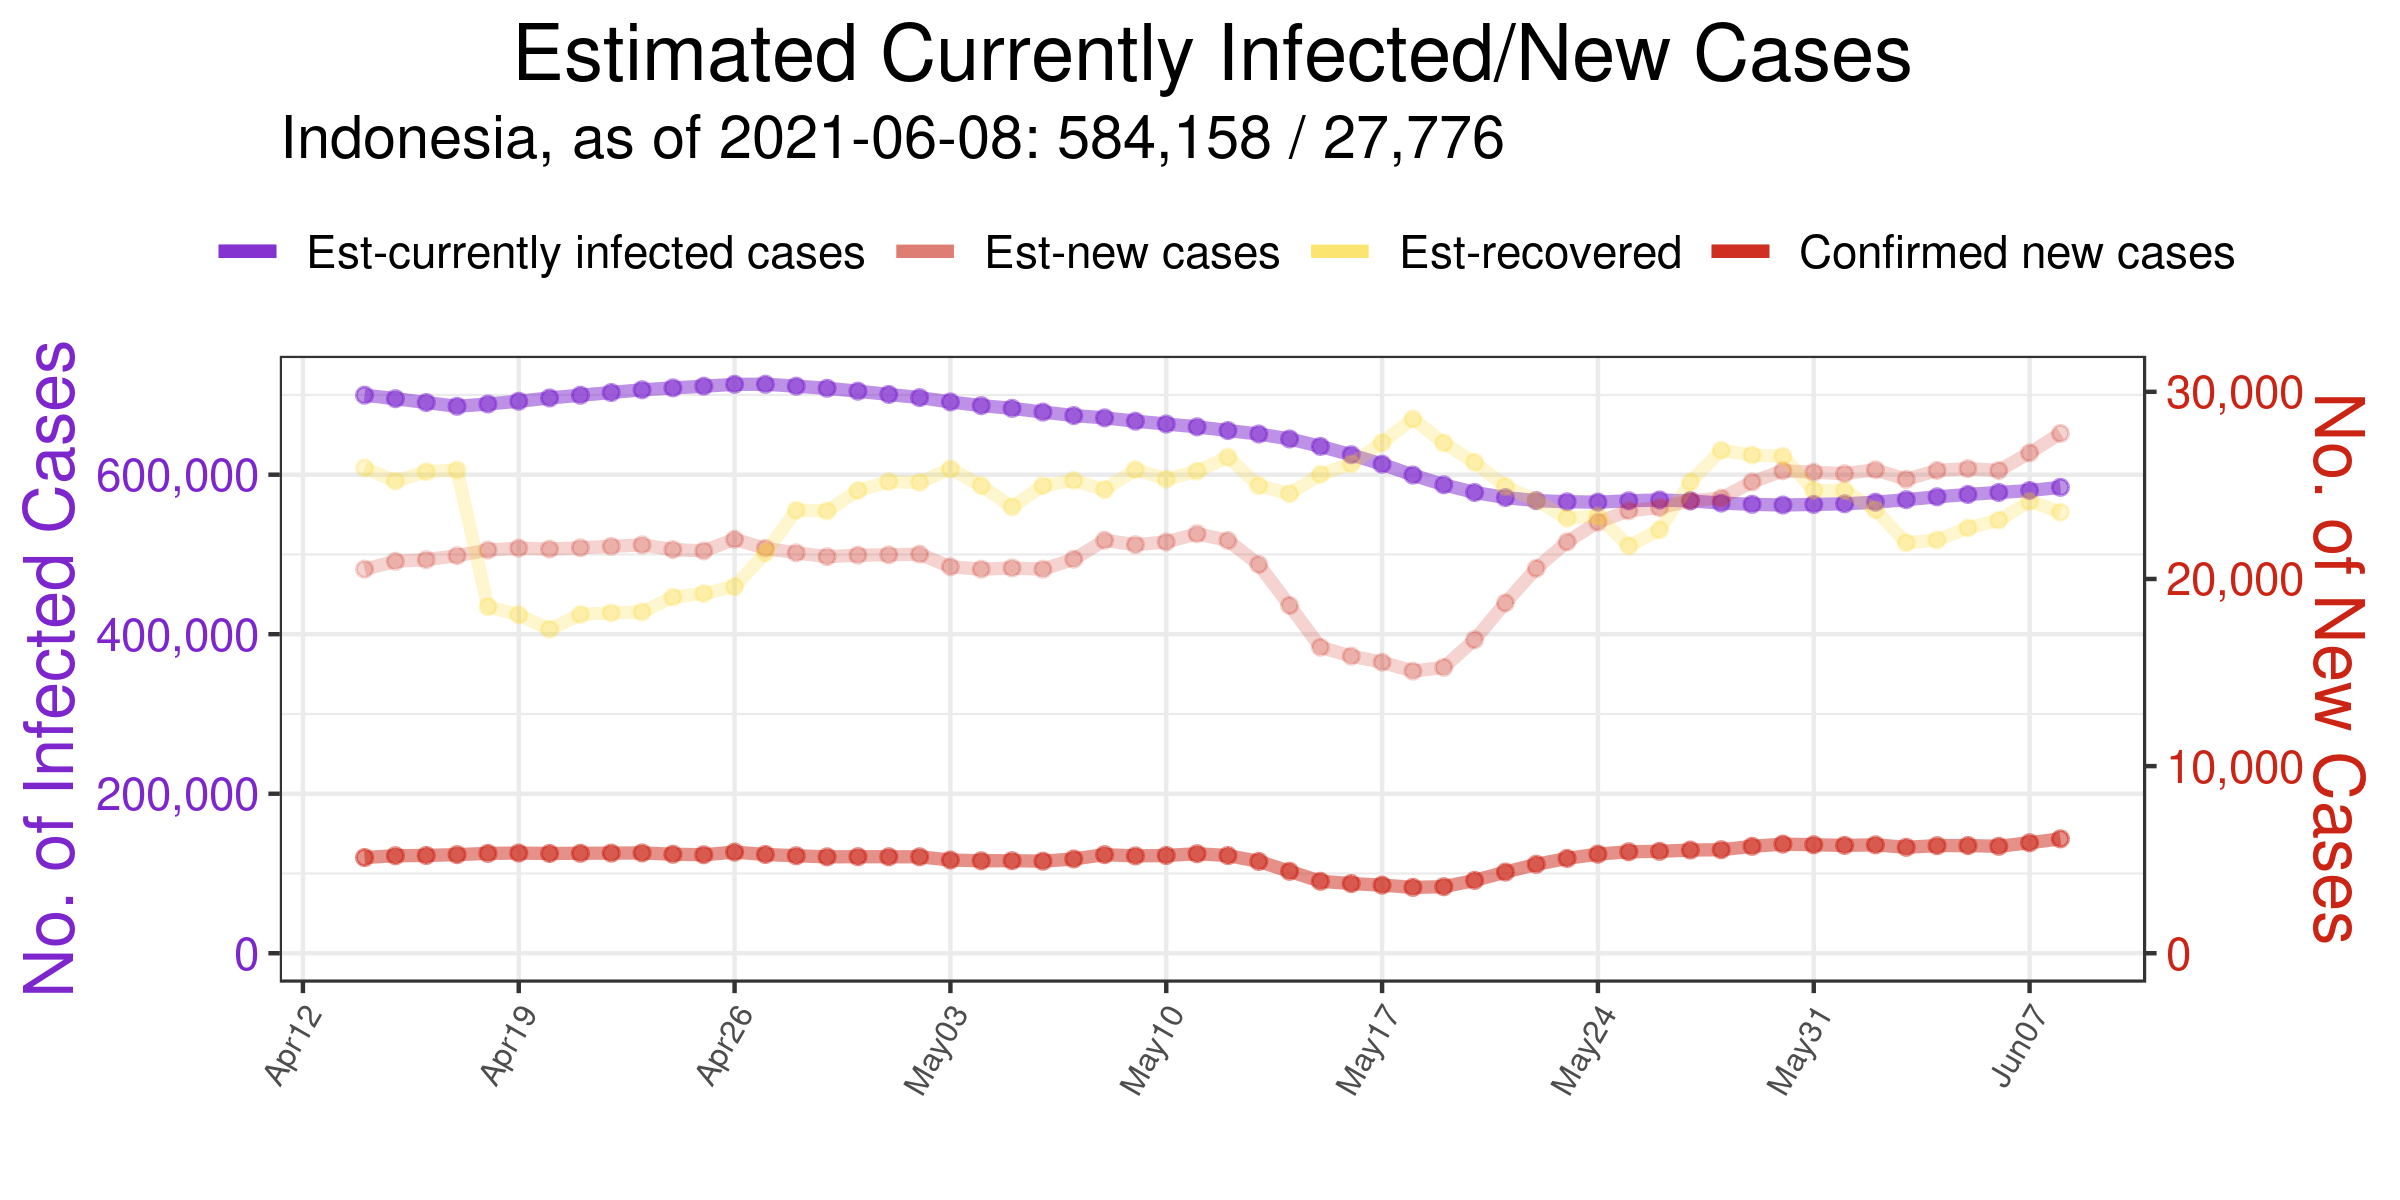 Estimated Currently Infected/New Cases
Indonesia, as of 2021-06-08: 584,158 / 27,776
Est-currently infected cases
Est-new cases
Est-recovered
Confirmed new cases
No. of Infected Cases
600,000
400,000
200,000
0
30,000
20,000
10,000
0
No. of New Cases
Apr12
Apr19
Apr26
May03
May10
May17
May24
May31
Jun07